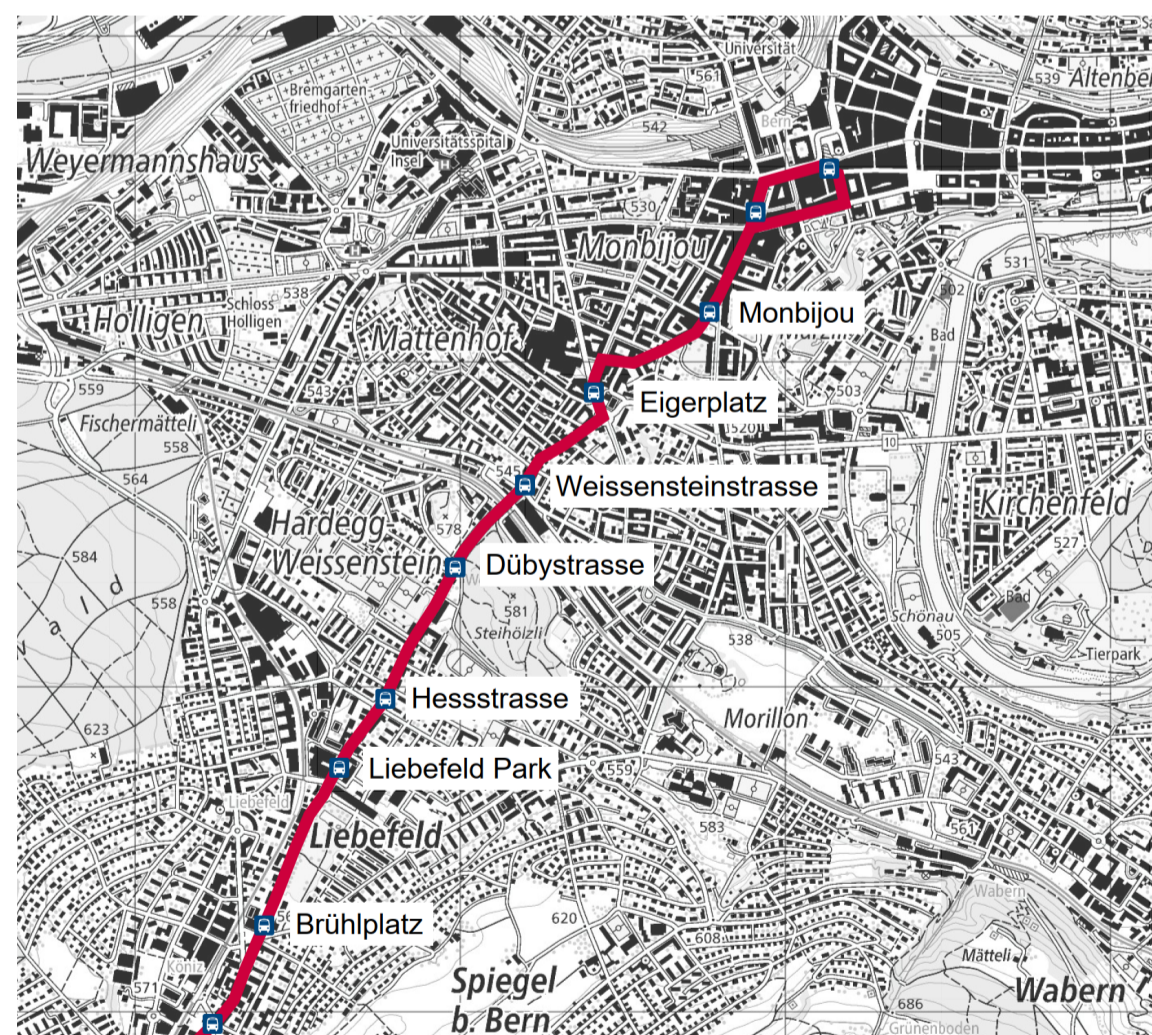 Universität
561
539
Altenber
Bremgarten-
friedhof
Bern
542
Universitätsspital
Insel
Weyermannshaus
530
Monbijou
531
538
Schloss
Holligen
502
Holligen
Monbijou
Mattenhof
Bad
543
559
503
Eigerplatz
Fischermätteli
558
520
10
545
564
Weissensteinstrasse
Kirchenfeld
578
Hardegg
527
584
Weissenstein
Dübystrasse
w a l d
558
581
Bad
Steihölzli
Schönau
505
538
Tierpark
Hessstrasse
623
Morillon
Liebefeld Park
559
543
Liebefeld
583
561
Liebefeld
Wabern
620
Brühlplatz
608
Mätteli
Köniz
571
Spiegel
b. Bern
686
Wabern
Grünenboden